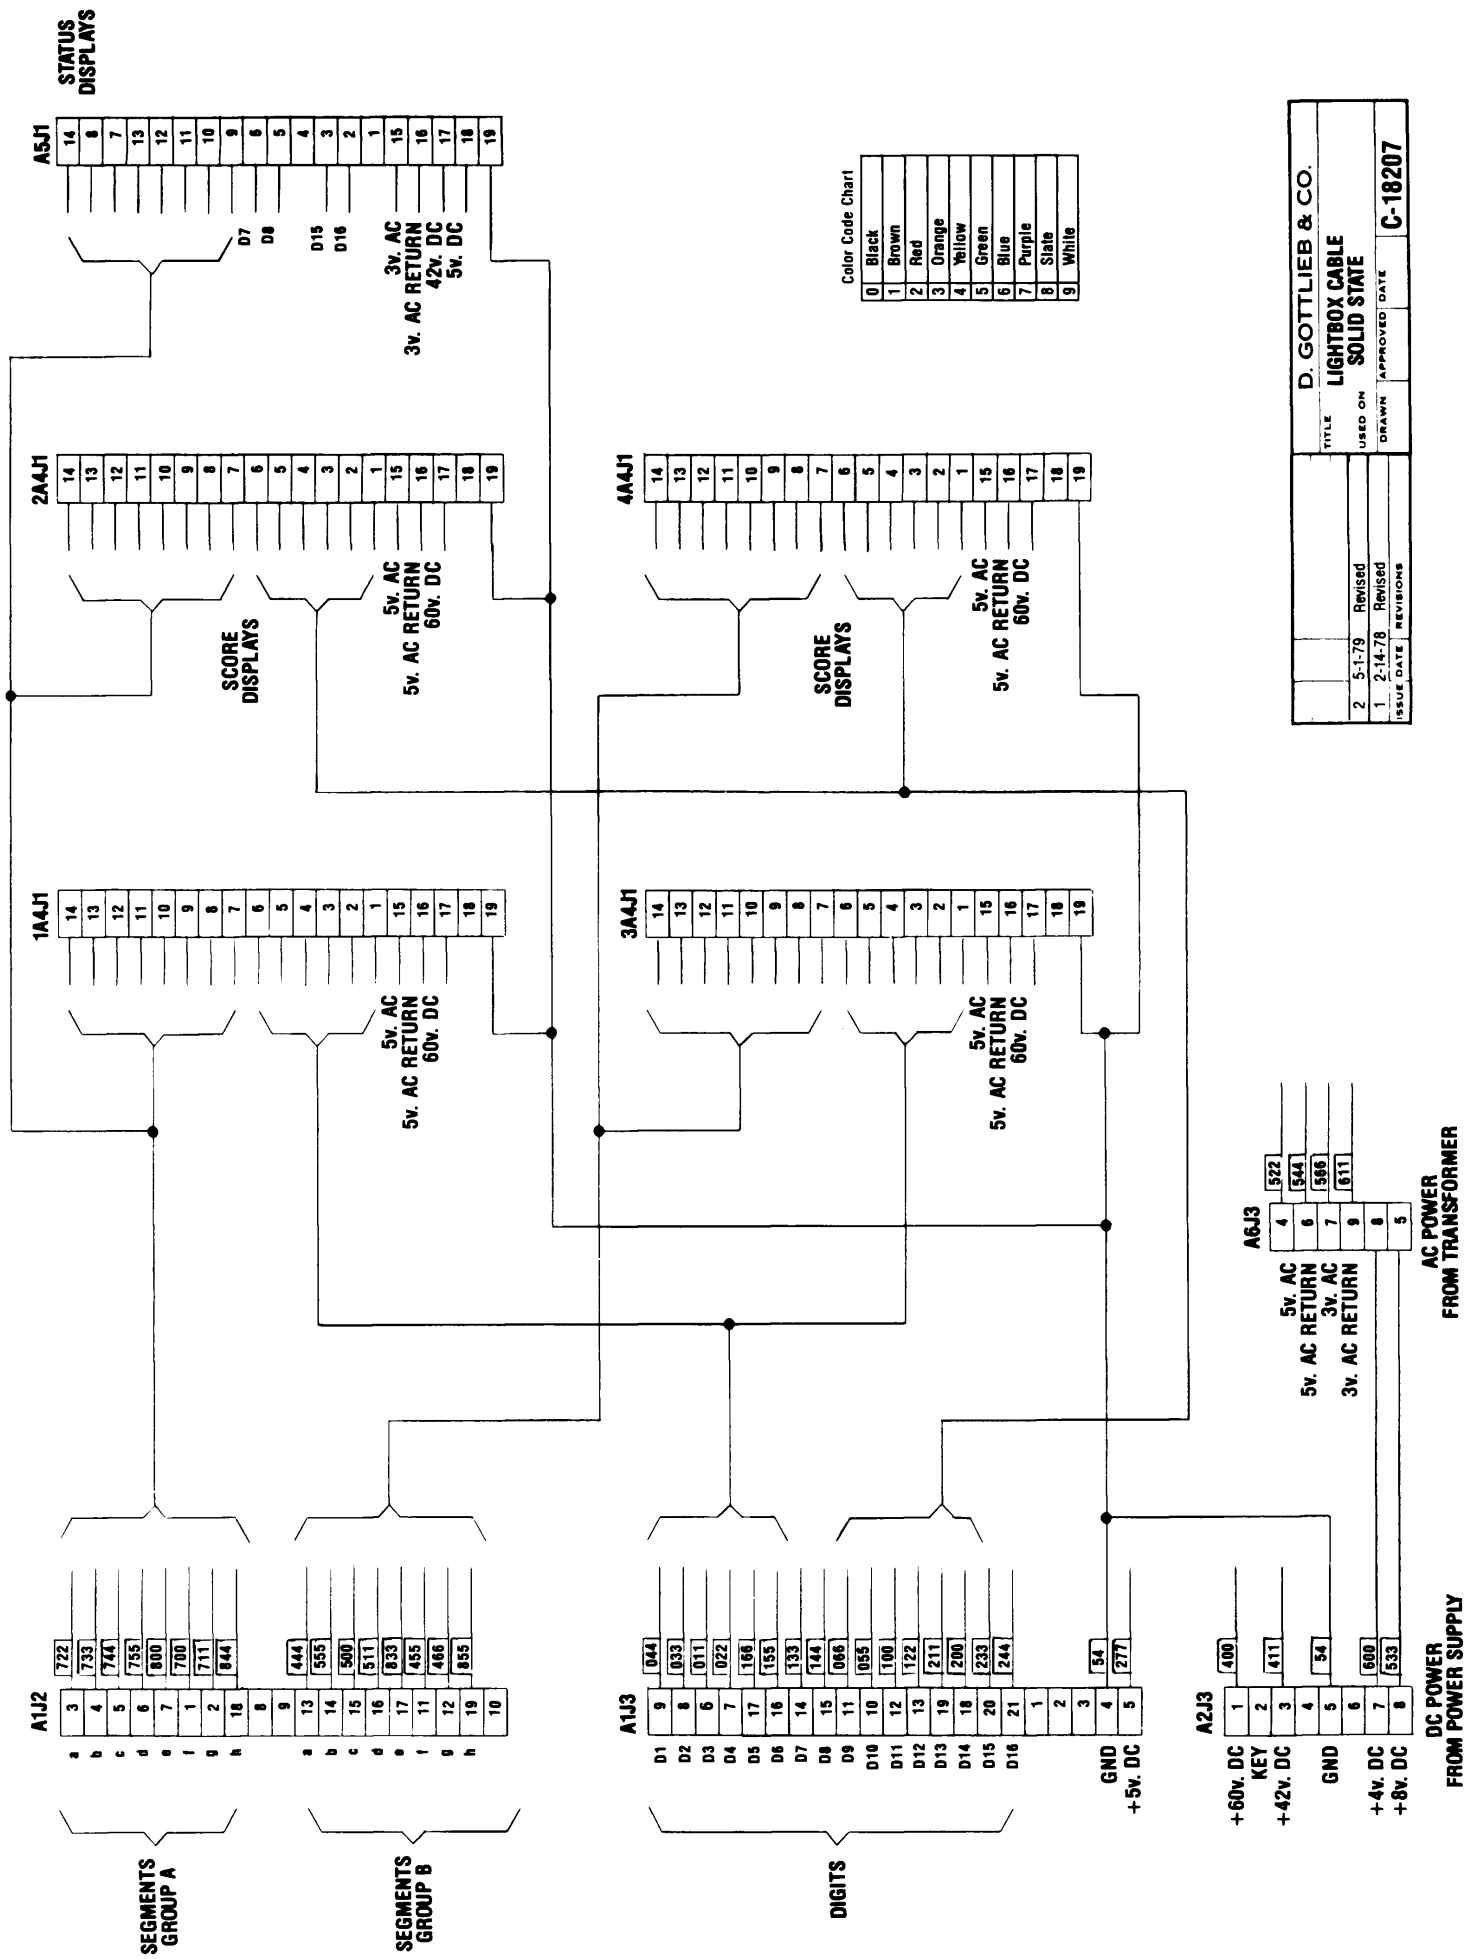 STATUS
DISPLAYS
A5J1
14
8
7
13
12
11
10
9
6
5
4
3
2
1
15
16
17
18
19
D7
D8
D15
D16
3v. AC
3v. AC RETURN
42v. DC
5v. DC
2A4J1
14
13
12
11
10
9
8
7
6
5
4
3
2
1
15
16
17
18
19
SCORE
DISPLAYS
5v. AC
5v. AC RETURN
60v. DC
4A4J1
14
13
12
11
10
9
8
7
6
5
4
3
2
1
15
16
17
18
19
SCORE
DISPLAYS
5v. AC
5v. AC RETURN
60v. DC
1A4J1
14
13
12
11
10
9
8
7
6
5
4
3
2
1
15
16
17
18
19
5v. AC
5v. AC RETURN
60v. DC
3A4J1
14
13
12
11
10
9
8
7
6
5
4
3
2
1
15
16
17
18
19
5v. AC
5v. AC RETURN
60v. DC
Color Code Chart
0 Black
1 Brown
2 Red
3 Orange
4 Yellow
5 Green
6 Blue
7 Purple
8 Slate
9 White
A1J2
a 3 722
b 4 733
c 5 744
d 6 755
e 7 800
f 1 700
g 2 711
h 18 844
8
9
a 13 444
b 14 555
c 15 500
d 16 511
e 17 833
f 11 455
g 12 466
h 19 855
10
SEGMENTS
GROUP A
SEGMENTS
GROUP B
A1J3
D1 9 044
D2 8 033
D3 6 011
D4 7 022
D5 17 166
D6 16 155
D7 14 133
D8 15 144
D9 11 066
D10 10 055
D11 12 100
D12 13 122
D13 19 211
D14 18 200
D15 20 233
D16 21 244
1
2
3
GND 4 54
+5v. DC 5 277
DIGITS
A2J3
+60v. DC 1 400
KEY 2
+42v. DC 3 411
4
GND 5 54
6
+4v. DC 7 600
+8v. DC 8 533
DC POWER
FROM POWER SUPPLY
A6J3
5v. AC 4 522
5v. AC RETURN 6 544
3v. AC 7 566
3v. AC RETURN 9 611
8
5
AC POWER
FROM TRANSFORMER
D. GOTTLIEB & CO.
TITLE
LIGHTBOX CABLE
SOLID STATE
USED ON
DRAWN APPROVED DATE
C-18207
2 5-1-79 Revised
1 2-14-78 Revised
ISSUE DATE REVISIONS